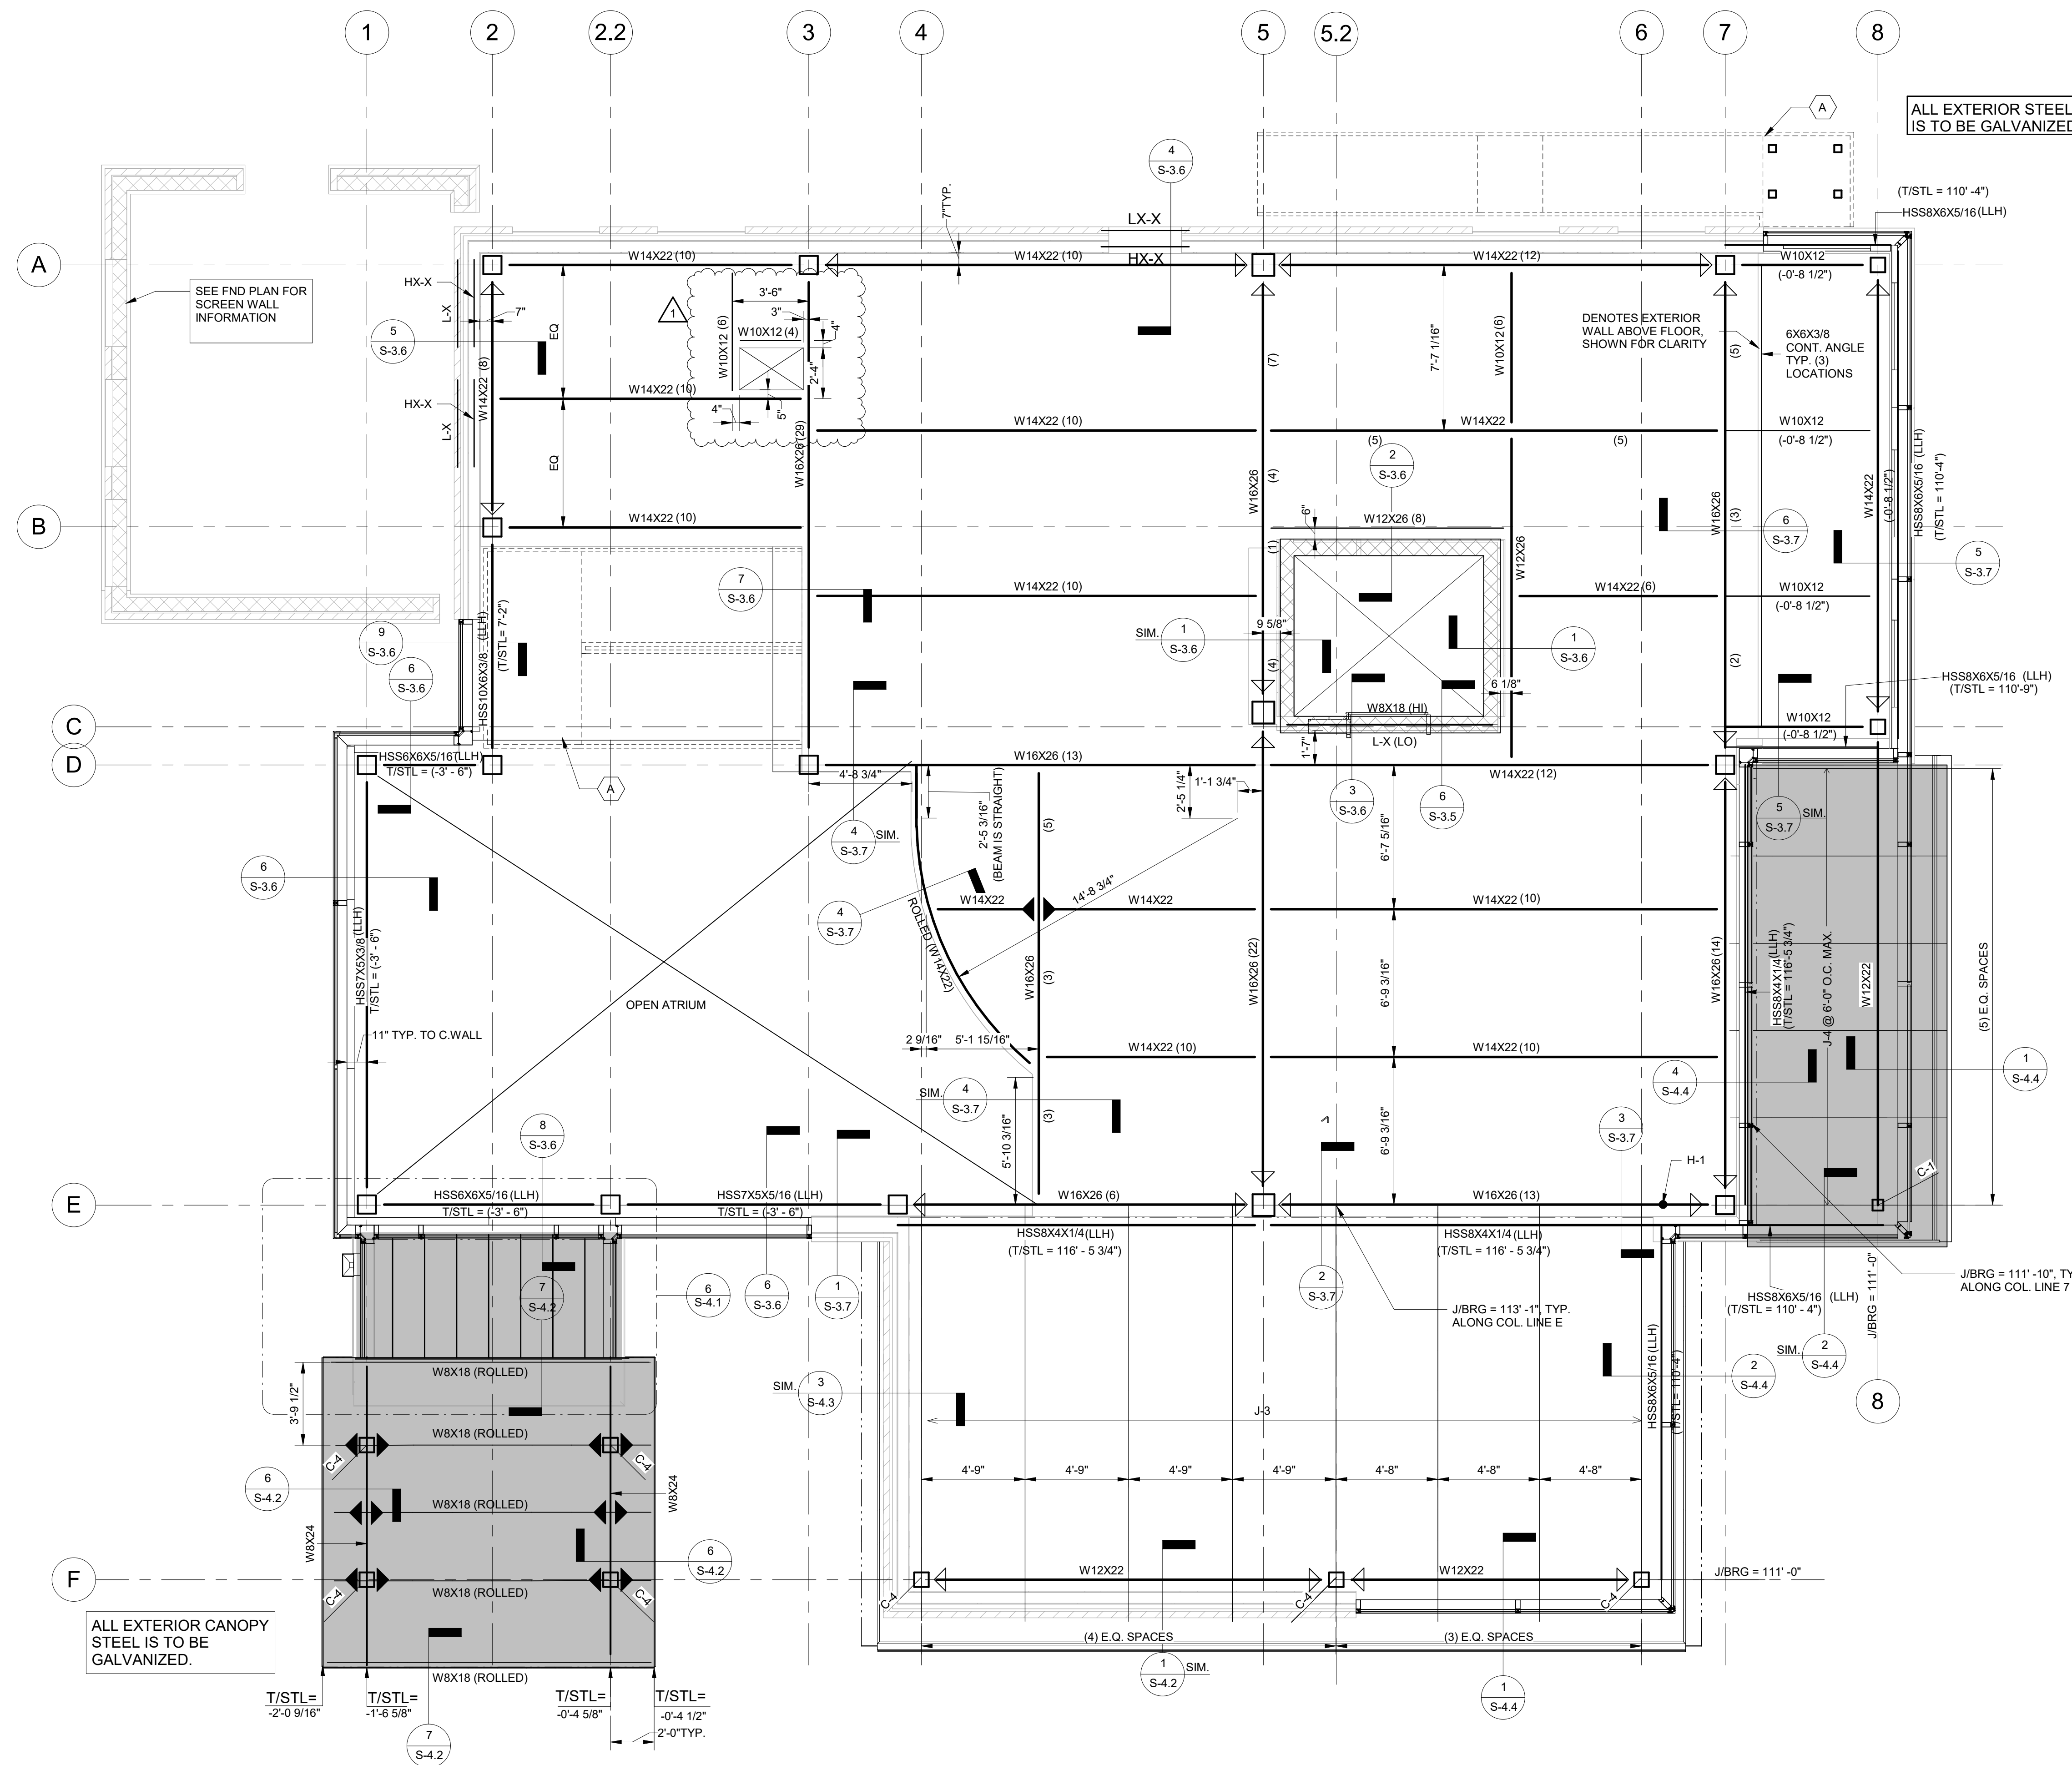 1
2
2.2
3
4
5
5.2
6
7
8
A
ALL EXTERIOR STEEL
IS TO BE GALVANIZED
4
S-3.6
7"TYP.
(T/STL = 110' -4")
HSS8X6X5/16 (LLH)
LX-X
HX-X
A
W14X22 (10)
W14X22 (10)
W14X22 (12)
W10X12
(-0'-8 1/2")
SEE FND PLAN FOR
SCREEN WALL
INFORMATION
HX-X
L-X
7"
5
S-3.6
EQ
W14X22 (8)
1
3'-6"
3"
4"
W10X12 (4)
W10X12 (6)
2'-4"
5"
4"
W14X22 (10)
HX-X
L-X
EQ
W16X26 (29)
W14X22 (10)
(7)
7'-7 1/16"
W10X12 (6)
DENOTES EXTERIOR
WALL ABOVE FLOOR,
SHOWN FOR CLARITY
(5)
6X6X3/8
CONT. ANGLE
TYP. (3)
LOCATIONS
W14X22
(5)
(5)
W10X12
(-0'-8 1/2")
2
S-3.6
W16X26
(4)
W16X26
(3)
W14X22
(-0'-8 1/2")
HSS8X6X5/16 (LLH)
(T/STL = 110'-4")
B
W14X22 (10)
6"
W12X26 (8)
(1)
W12X26
6
S-3.7
5
S-3.7
7
S-3.6
W14X22 (10)
W14X22 (6)
W10X12
(-0'-8 1/2")
9
S-3.6
6
S-3.6
HSS10X6X3/8 (LLH)
(T/STL = 7'-2")
SIM.
1
S-3.6
9 5/8"
(4)
1
S-3.6
(2)
6 1/8"
HSS8X6X5/16 (LLH)
(T/STL = 110'-9")
C
W8X18 (HI)
L-X (LO)
1'-7"
W10X12
(-0'-8 1/2")
D
HSS6X6X5/16 (LLH)
T/STL = (-3' - 6")
A
W16X26 (13)
W14X22 (12)
4'-8 3/4"
2'-5 3/16"
(BEAM IS STRAIGHT)
(5)
2'-5 1/4"
1'-1 3/4"
3
S-3.6
6
S-3.5
5
S-3.7
SIM.
4
S-3.7
SIM.
6
S-3.6
4
S-3.7
W14X22
W14X22
14'-8 3/4"
6'-7 5/16"
W14X22 (10)
ROLLED (W14X22)
HSS7X5X3/8 (LLH)
T/STL = (-3' - 6")
OPEN ATRIUM
W16X26
(3)
W16X26 (22)
6'-9 3/16"
W16X26 (14)
HSS8X4X1/4 (LLH)
(T/STL = 116'-5 3/4")
J-4 @ 6'-0" O.C. MAX.
W12X22
(5) E.Q. SPACES
11" TYP. TO C.WALL
2 9/16"
5'-1 15/16"
W14X22 (10)
W14X22 (10)
SIM.
4
S-3.7
(3)
5'-10 3/16"
6'-9 3/16"
4
S-4.4
1
S-4.4
8
S-3.6
3
S-3.7
H-1
C-1
E
HSS6X6X5/16 (LLH)
T/STL = (-3' - 6")
HSS7X5X5/16 (LLH)
T/STL = (-3' - 6")
W16X26 (6)
W16X26 (13)
HSS8X4X1/4 (LLH)
(T/STL = 116' - 5 3/4")
HSS8X4X1/4 (LLH)
(T/STL = 116' - 5 3/4")
7
S-4.2
6
S-4.1
6
S-3.6
1
S-3.7
2
S-3.7
J/BRG = 113' -1", TYP.
ALONG COL. LINE E
HSS8X6X5/16 (LLH)
(T/STL = 110' - 4")
J/BRG = 111' -0"
J/BRG = 111' -10",
ALONG COL. LINE 7
W8X18 (ROLLED)
3'-9 1/2"
SIM.
3
S-4.3
J-3
HSS8X6X5/16 (LLH)
(T/STL = 110'-4")
SIM.
2
S-4.4
2
S-4.4
8
W8X18 (ROLLED)
C-4
C-4
4'-9"
4'-9"
4'-9"
4'-9"
4'-8"
4'-8"
4'-8"
6
S-4.2
W8X18 (ROLLED)
W8X24
W8X24
6
S-4.2
F
W8X18 (ROLLED)
C-4
C-4
W12X22
W12X22
C-4
C-4
C-4
J/BRG = 111' -0"
ALL EXTERIOR CANOPY
STEEL IS TO BE
GALVANIZED.
(4) E.Q. SPACES
(3) E.Q. SPACES
W8X18 (ROLLED)
1
S-4.2
SIM.
1
S-4.4
T/STL=
-2'-0 9/16"
T/STL=
-1'-6 5/8"
T/STL=
-0'-4 5/8"
T/STL=
-0'-4 1/2"
2'-0"TYP.
7
S-4.2